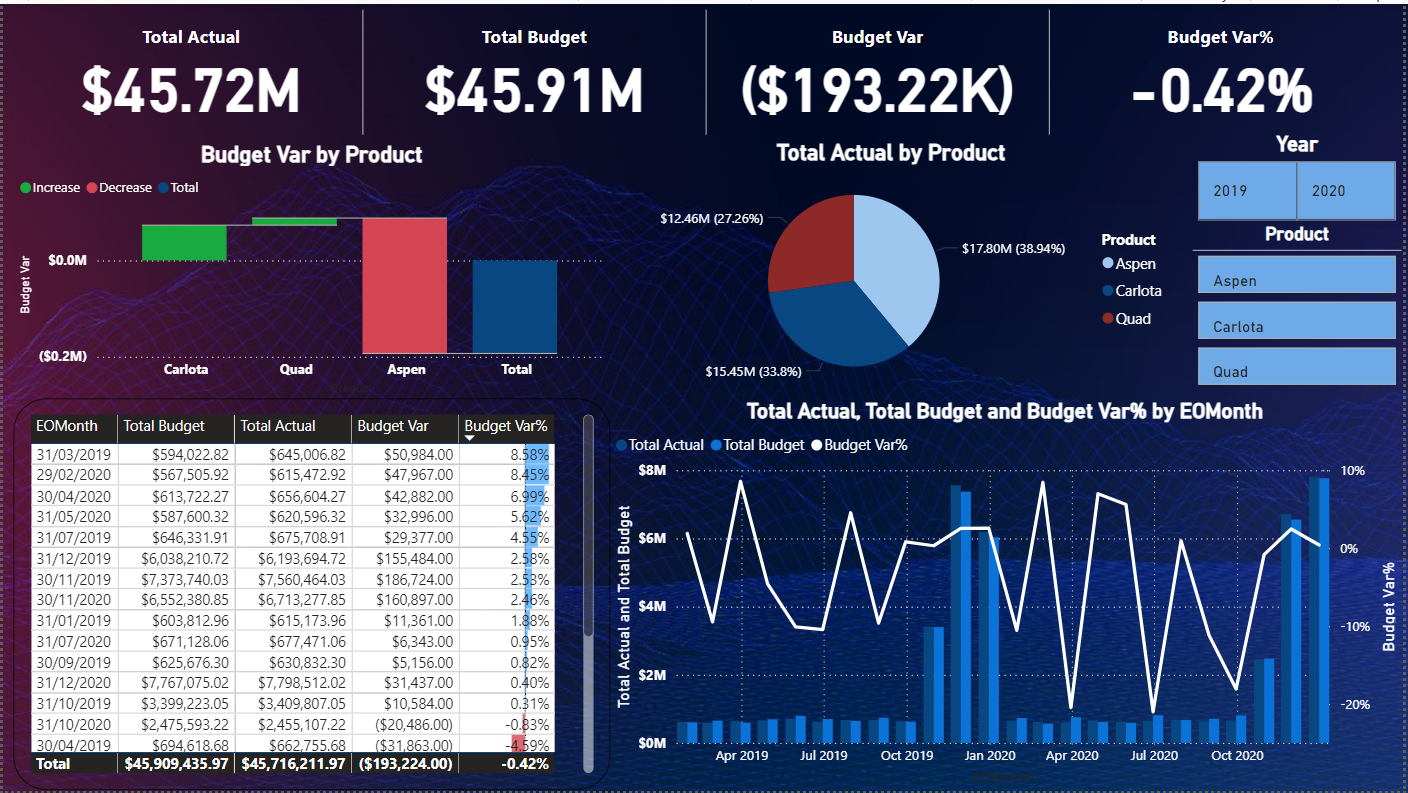 Total Actual
$45.72M
Total Budget
$45.91M
Budget Var
($193.22K)
Budget Var%
-0.42%
Budget Var by Product
Increase Decrease Total
Budget Var
$0.0M
($0.2M)
Carlota Quad Aspen Total
Total Actual by Product
$12.46M (27.26%)
$17.80M (38.94%)
$15.45M (33.8%)
Product
Aspen
Carlota
Quad
Year
2019 2020
Product
Aspen
Carlota
Quad
EOMonth Total Budget Total Actual Budget Var Budget Var%
31/03/2019 $594,022.82 $645,006.82 $50,984.00 8.58%
29/02/2020 $567,505.92 $615,472.92 $47,967.00 8.45%
30/04/2020 $613,722.27 $656,604.27 $42,882.00 6.99%
31/05/2020 $587,600.32 $620,596.32 $32,996.00 5.62%
31/07/2019 $646,331.91 $675,708.91 $29,377.00 4.55%
31/12/2019 $6,038,210.72 $6,193,694.72 $155,484.00 2.58%
30/11/2019 $7,373,740.03 $7,560,464.03 $186,724.00 2.53%
30/11/2020 $6,552,380.85 $6,713,277.85 $160,897.00 2.46%
31/01/2019 $603,812.96 $615,173.96 $11,361.00 1.88%
31/07/2020 $671,128.06 $677,471.06 $6,343.00 0.95%
30/09/2019 $625,676.30 $630,832.30 $5,156.00 0.82%
31/12/2020 $7,767,075.02 $7,798,512.02 $31,437.00 0.40%
31/10/2019 $3,399,223.05 $3,409,807.05 $10,584.00 0.31%
31/10/2020 $2,475,593.22 $2,455,107.22 ($20,486.00) -0.83%
30/04/2019 $694,618.68 $662,755.68 ($31,863.00) -4.59%
Total $45,909,435.97 $45,716,211.97 ($193,224.00) -0.42%
Total Actual, Total Budget and Budget Var% by EOMonth
Total Actual Total Budget Budget Var%
Total Actual and Total Budget
$8M
$6M
$4M
$2M
$0M
10%
0%
-10%
-20%
Budget Var%
Apr 2019 Jul 2019 Oct 2019 Jan 2020 Apr 2020 Jul 2020 Oct 2020